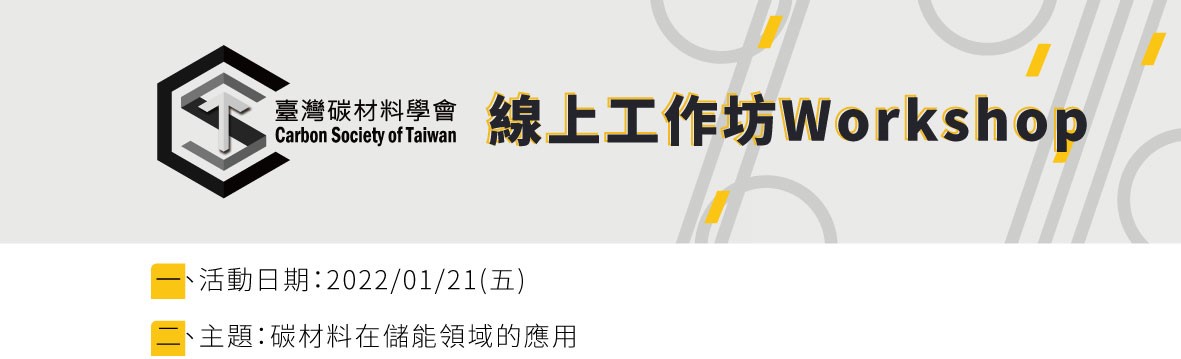 臺灣碳材料學會
Carbon Society of Taiwan
線上工作坊Workshop
一、活動日期：2022/01/21(五)
二、主題：碳材料在儲能領域的應用